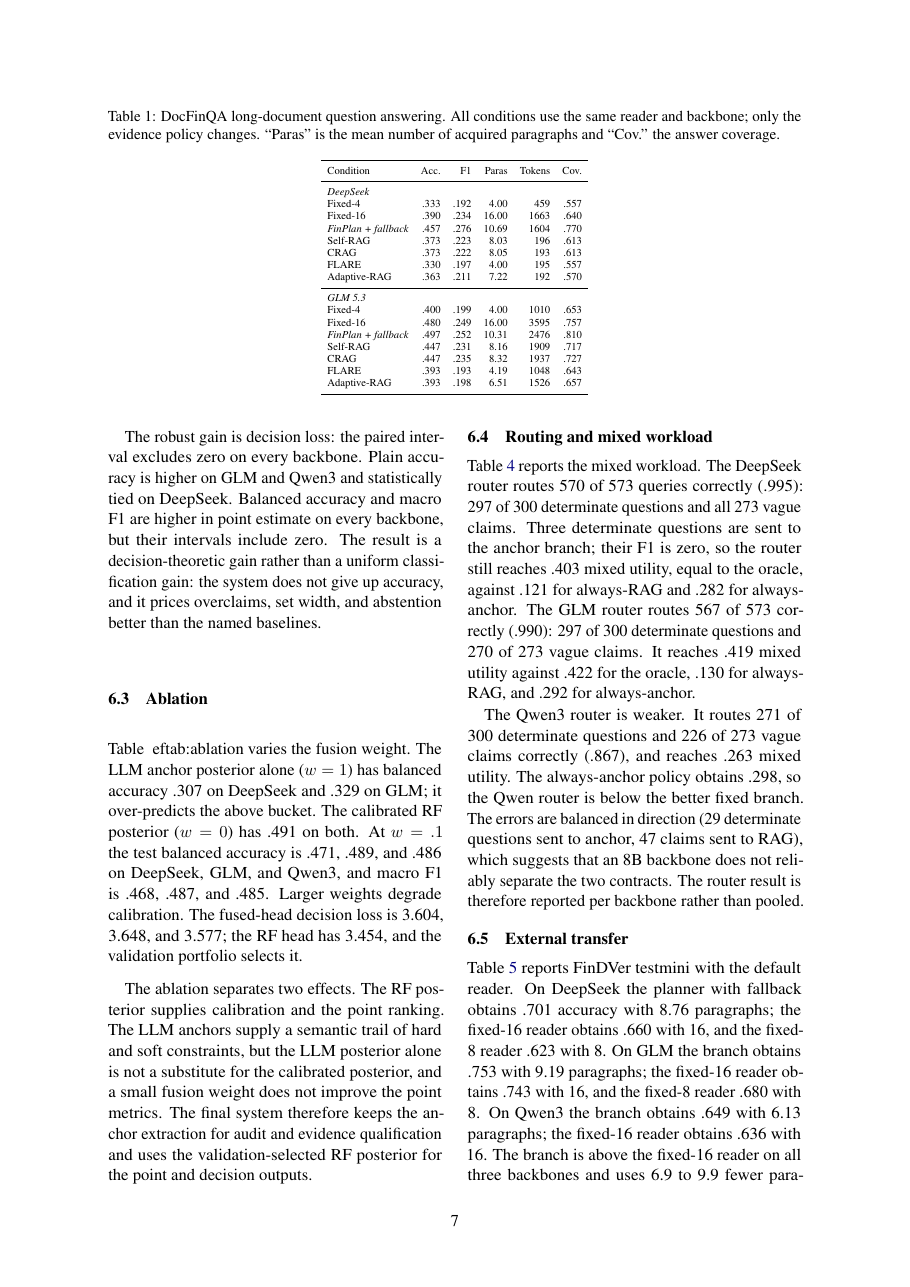 Table 1: DocFinQA long-document question answering. All conditions use the same reader and backbone; only the
evidence policy changes. “Paras” is the mean number of acquired paragraphs and “Cov.” the answer coverage.
Condition Acc. F1 Paras Tokens Cov.
DeepSeek
Fixed-4 .333 .192 4.00 459 .557
Fixed-16 .390 .234 16.00 1663 .640
FinPlan + fallback .457 .276 10.69 1604 .770
Self-RAG .373 .223 8.03 196 .613
CRAG .373 .222 8.05 193 .613
FLARE .330 .197 4.00 195 .557
Adaptive-RAG .363 .211 7.22 192 .570
GLM 5.3
Fixed-4 .400 .199 4.00 1010 .653
Fixed-16 .480 .249 16.00 3595 .757
FinPlan + fallback .497 .252 10.31 2476 .810
Self-RAG .447 .231 8.16 1909 .717
CRAG .447 .235 8.32 1937 .727
FLARE .393 .193 4.19 1048 .643
Adaptive-RAG .393 .198 6.51 1526 .657
The robust gain is decision loss: the paired inter-
val excludes zero on every backbone. Plain accu-
racy is higher on GLM and Qwen3 and statistically
tied on DeepSeek. Balanced accuracy and macro
F1 are higher in point estimate on every backbone,
but their intervals include zero. The result is a
decision-theoretic gain rather than a uniform classi-
fication gain: the system does not give up accuracy,
and it prices overclaims, set width, and abstention
better than the named baselines.
6.3 Ablation
Table eftab:ablation varies the fusion weight. The
LLM anchor posterior alone (w = 1) has balanced
accuracy .307 on DeepSeek and .329 on GLM; it
over-predicts the above bucket. The calibrated RF
posterior (w = 0) has .491 on both. At w = .1
the test balanced accuracy is .471, .489, and .486
on DeepSeek, GLM, and Qwen3, and macro F1
is .468, .487, and .485. Larger weights degrade
calibration. The fused-head decision loss is 3.604,
3.648, and 3.577; the RF head has 3.454, and the
validation portfolio selects it.
The ablation separates two effects. The RF pos-
terior supplies calibration and the point ranking.
The LLM anchors supply a semantic trail of hard
and soft constraints, but the LLM posterior alone
is not a substitute for the calibrated posterior, and
a small fusion weight does not improve the point
metrics. The final system therefore keeps the an-
chor extraction for audit and evidence qualification
and uses the validation-selected RF posterior for
the point and decision outputs.
6.4 Routing and mixed workload
Table 4 reports the mixed workload. The DeepSeek
router routes 570 of 573 queries correctly (.995):
297 of 300 determinate questions and all 273 vague
claims. Three determinate questions are sent to
the anchor branch; their F1 is zero, so the router
still reaches .403 mixed utility, equal to the oracle,
against .121 for always-RAG and .282 for always-
anchor. The GLM router routes 567 of 573 cor-
rectly (.990): 297 of 300 determinate questions and
270 of 273 vague claims. It reaches .419 mixed
utility against .422 for the oracle, .130 for always-
RAG, and .292 for always-anchor.
The Qwen3 router is weaker. It routes 271 of
300 determinate questions and 226 of 273 vague
claims correctly (.867), and reaches .263 mixed
utility. The always-anchor policy obtains .298, so
the Qwen router is below the better fixed branch.
The errors are balanced in direction (29 determinate
questions sent to anchor, 47 claims sent to RAG),
which suggests that an 8B backbone does not reli-
ably separate the two contracts. The router result is
therefore reported per backbone rather than pooled.
6.5 External transfer
Table 5 reports FinDVer testmini with the default
reader. On DeepSeek the planner with fallback
obtains .701 accuracy with 8.76 paragraphs; the
fixed-16 reader obtains .660 with 16, and the fixed-
8 reader .623 with 8. On GLM the branch obtains
.753 with 9.19 paragraphs; the fixed-16 reader ob-
tains .743 with 16, and the fixed-8 reader .680 with
8. On Qwen3 the branch obtains .649 with 6.13
paragraphs; the fixed-16 reader obtains .636 with
16. The branch is above the fixed-16 reader on all
three backbones and uses 6.9 to 9.9 fewer para-
7